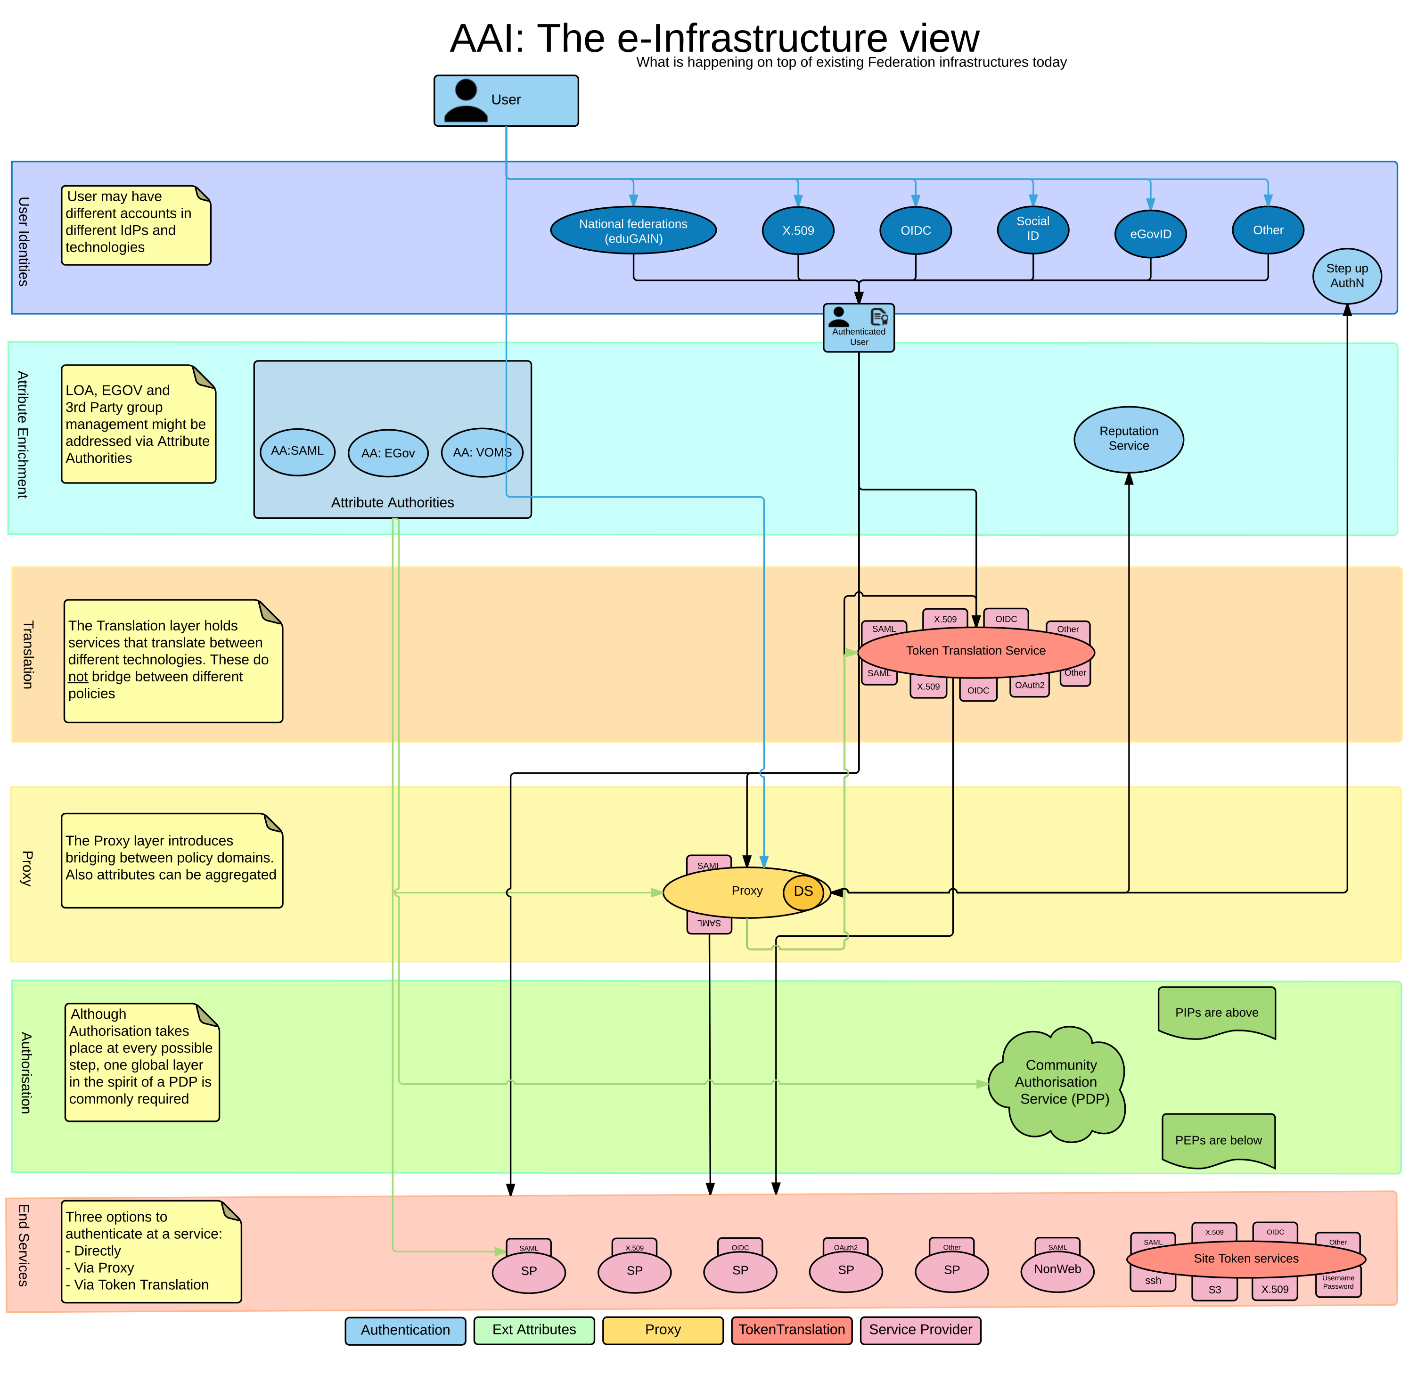 AAI: The e-Infrastructure view
What is happening on top of existing Federation infrastructures today
User
User Identities
User may have
different accounts in
different IdPs and
technologies
National federations
(eduGAIN)
X.509
OIDC
Social
ID
eGovID
Other
Step up
AuthN
Authenticated
User
Attribute Enrichment
LOA, EGOV and
3rd Party group
management might be
addressed via Attribute
Authorities
AA:SAML
AA: EGov
AA: VOMS
Attribute Authorities
Reputation
Service
Translation
The Translation layer holds
services that translate between
different technologies. These do
not bridge between different
policies
SAML
X.509
OIDC
Other
Token Translation Service
SAML
X.509
OIDC
OAuth2
Other
Proxy
The Proxy layer introduces
bridging between policy domains.
Also attributes can be aggregated
SAML
Proxy
DS
SAML
Authorisation
Although
Authorisation takes
place at every possible
step, one global layer
in the spirit of a PDP is
commonly required
Community
Authorisation
Service (PDP)
PIPs are above
PEPs are below
End Services
Three options to
authenticate at a service:
- Directly
- Via Proxy
- Via Token Translation
SAML
SP
X.509
SP
OIDC
SP
OAuth2
SP
Other
SP
SAML
NonWeb
SAML
X.509
OIDC
Other
Site Token services
ssh
S3
X.509
Username
Password
Authentication
Ext Attributes
Proxy
TokenTranslation
Service Provider